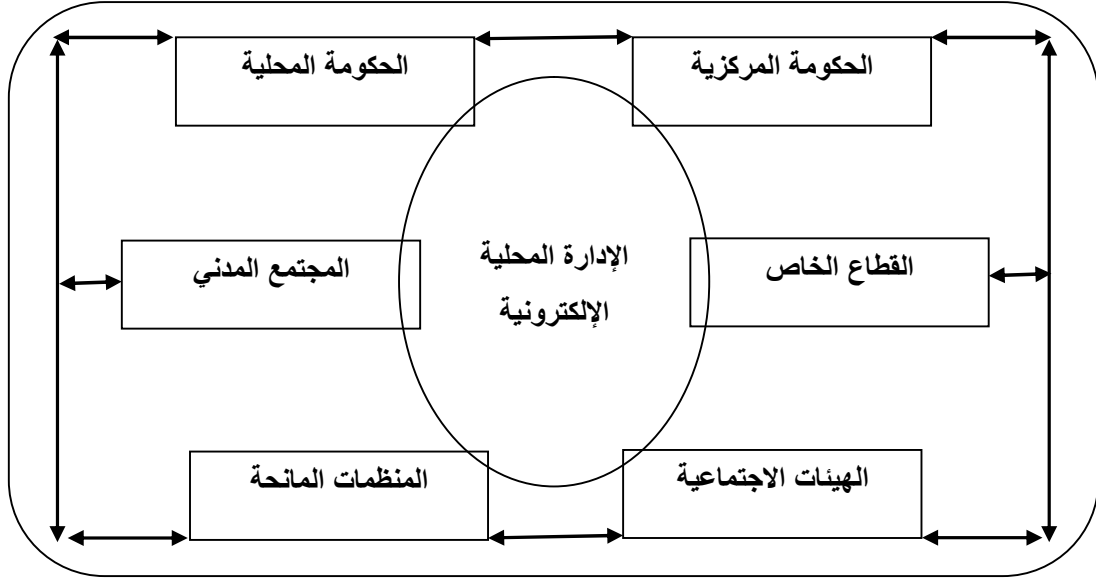 الحكومة المركزية
الحكومة المحلية
الإدارة المحلية
الإلكترونية
القطاع الخاص
المجتمع المدني
الهيئات الاجتماعية
المنظمات المانحة